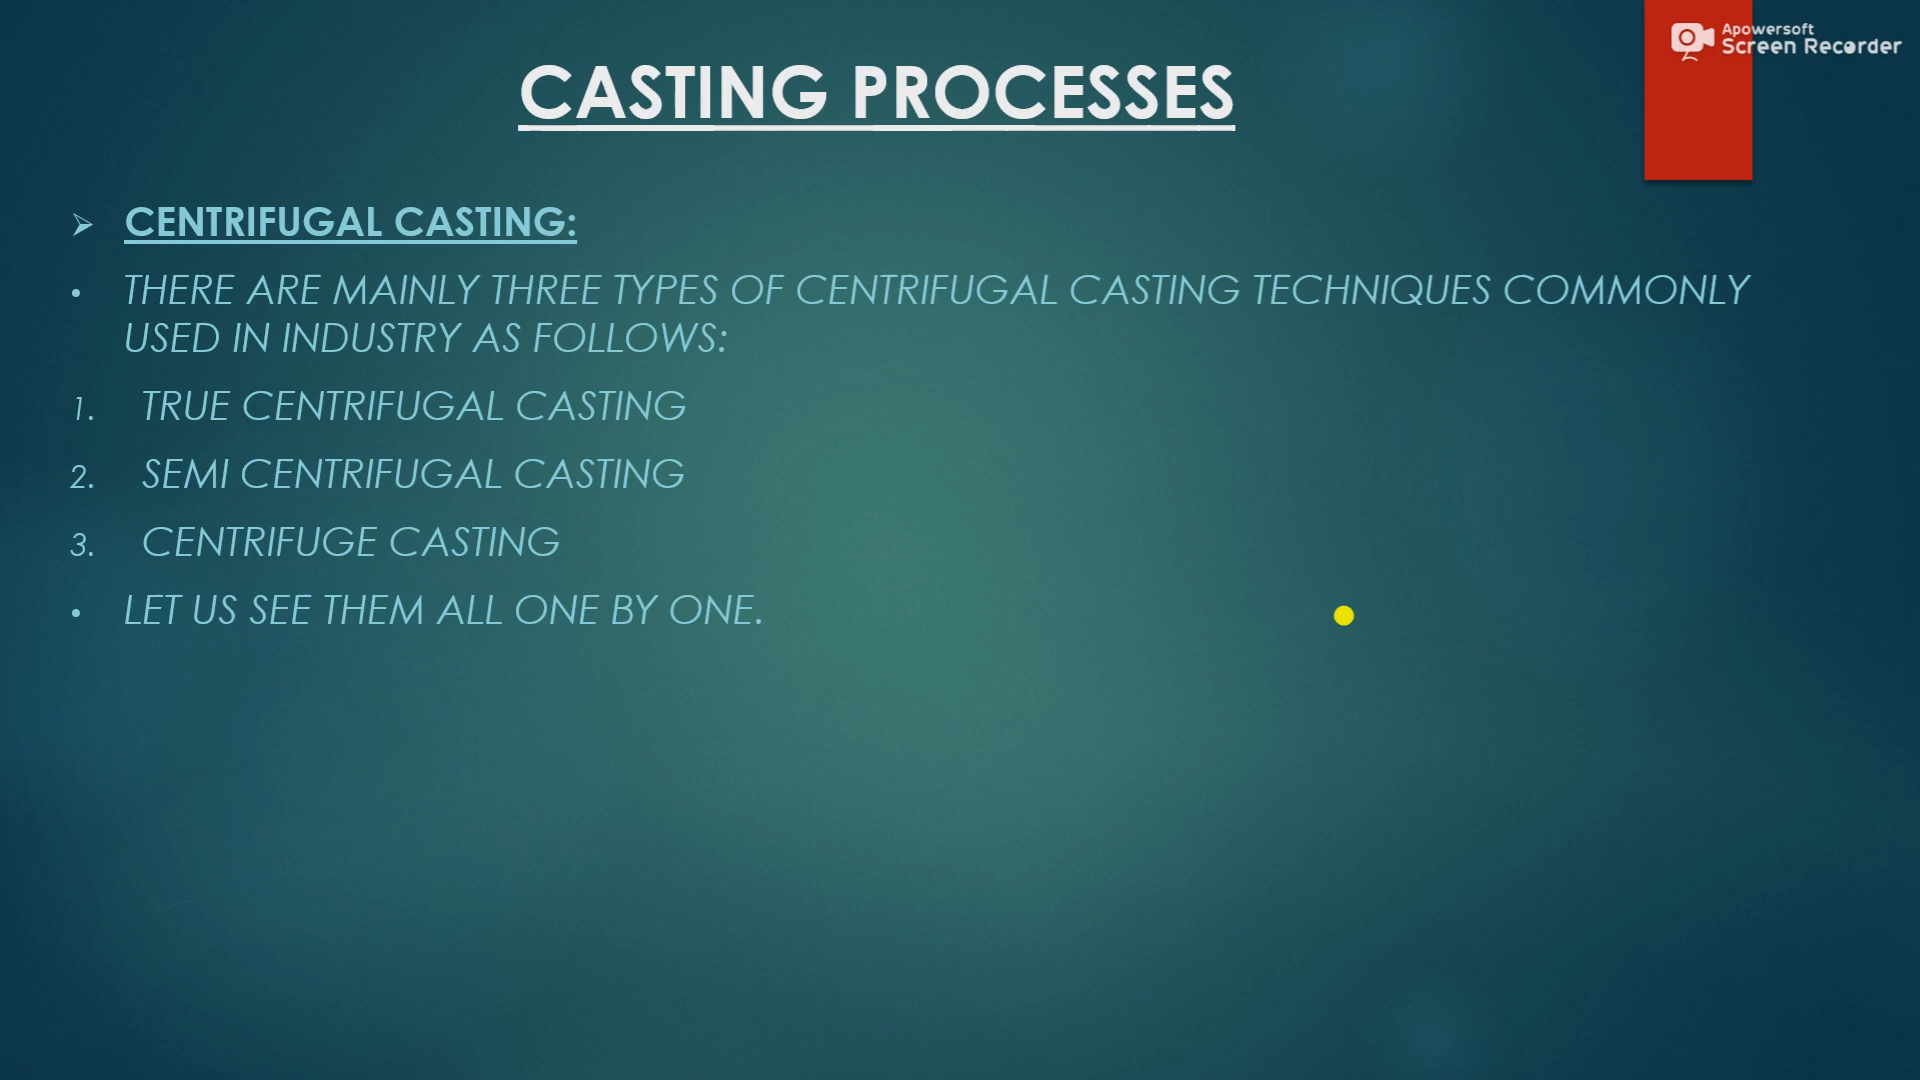 Apowersoft
Screen Recorder
CASTING PROCESSES
CENTRIFUGAL CASTING:
THERE ARE MAINLY THREE TYPES OF CENTRIFUGAL CASTING TECHNIQUES COMMONLY
USED IN INDUSTRY AS FOLLOWS:
1. TRUE CENTRIFUGAL CASTING
2. SEMI CENTRIFUGAL CASTING
3. CENTRIFUGE CASTING
• LET US SEE THEM ALL ONE BY ONE.